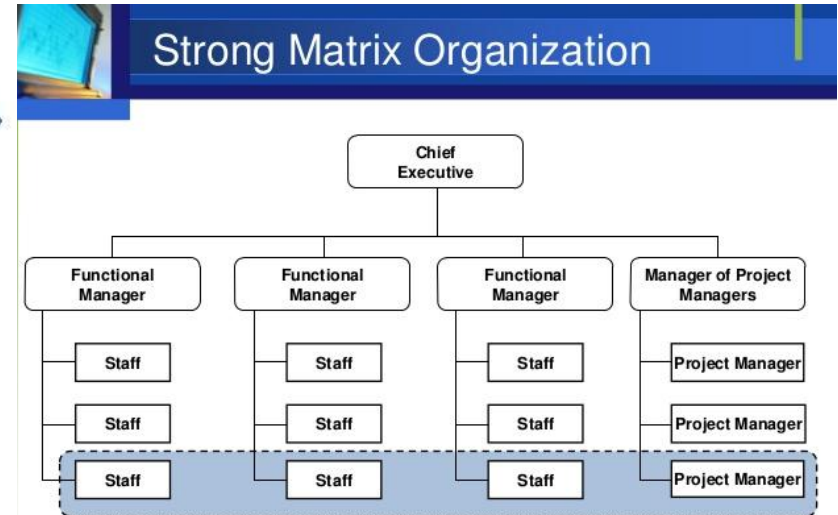 Strong Matrix Organization
Chief
Executive
Functional
Manager
Functional
Manager
Functional
Manager
Manager of Project
Managers
Staff
Staff
Staff
Project Manager
Staff
Staff
Staff
Project Manager
Staff
Staff
Staff
Project Manager